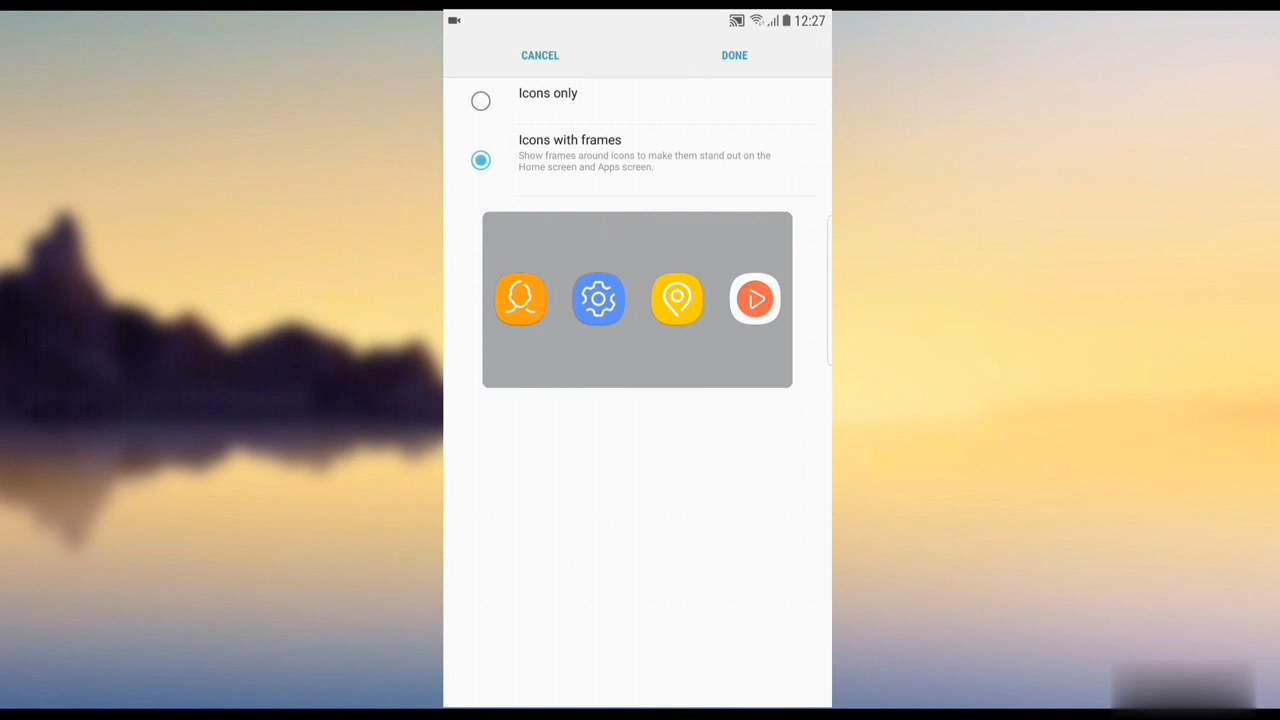 12:27
CANCEL
DONE
Icons only
Icons with frames
Show frames around icons to make them stand out on the
Home screen and Apps screen.